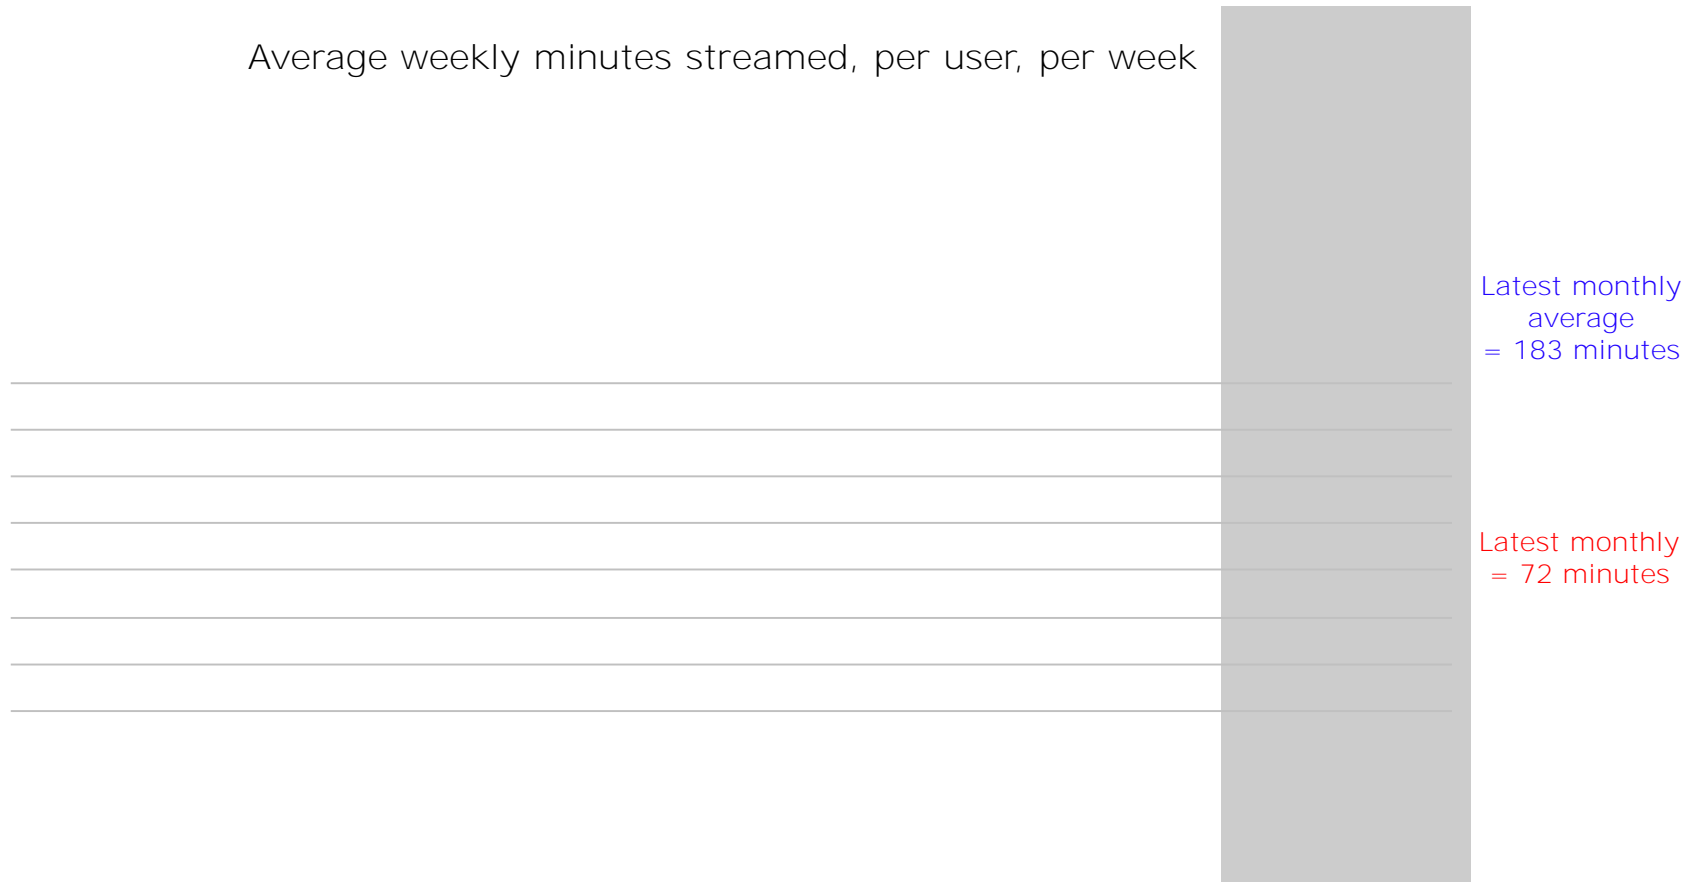 Average weekly minutes streamed, per user, per week
Latest monthly
average
= 183 minutes
Latest monthly
= 72 minutes